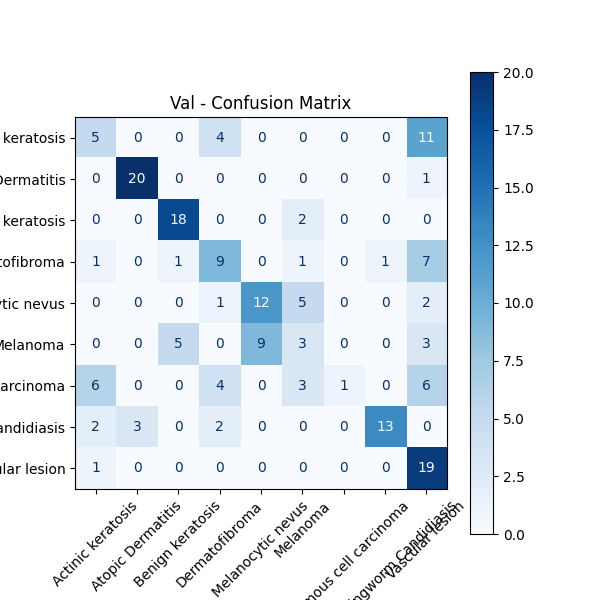 Val - Confusion Matrix
keratosis 5 0 0 4 0 0 0 0 11
Dermatitis 0 20 0 0 0 0 0 0 1
keratosis 0 0 18 0 0 2 0 0 0
tofibroma 1 0 1 9 0 1 0 1 7
ytic nevus 0 0 0 1 12 5 0 0 2
Melanoma 0 0 5 0 9 3 0 0 3
arcinoma 6 0 0 4 0 3 1 0 6
andidiasis 2 3 0 2 0 0 0 13 0
ular lesion 1 0 0 0 0 0 0 0 19
Actinic keratosis
Atopic Dermatitis
Benign keratosis
Dermatofibroma
Melanocytic nevus
Melanoma
mous cell carcinoma
ingworm Candidiasis
Vascular lesion
20.0
17.5
15.0
12.5
10.0
7.5
5.0
2.5
0.0